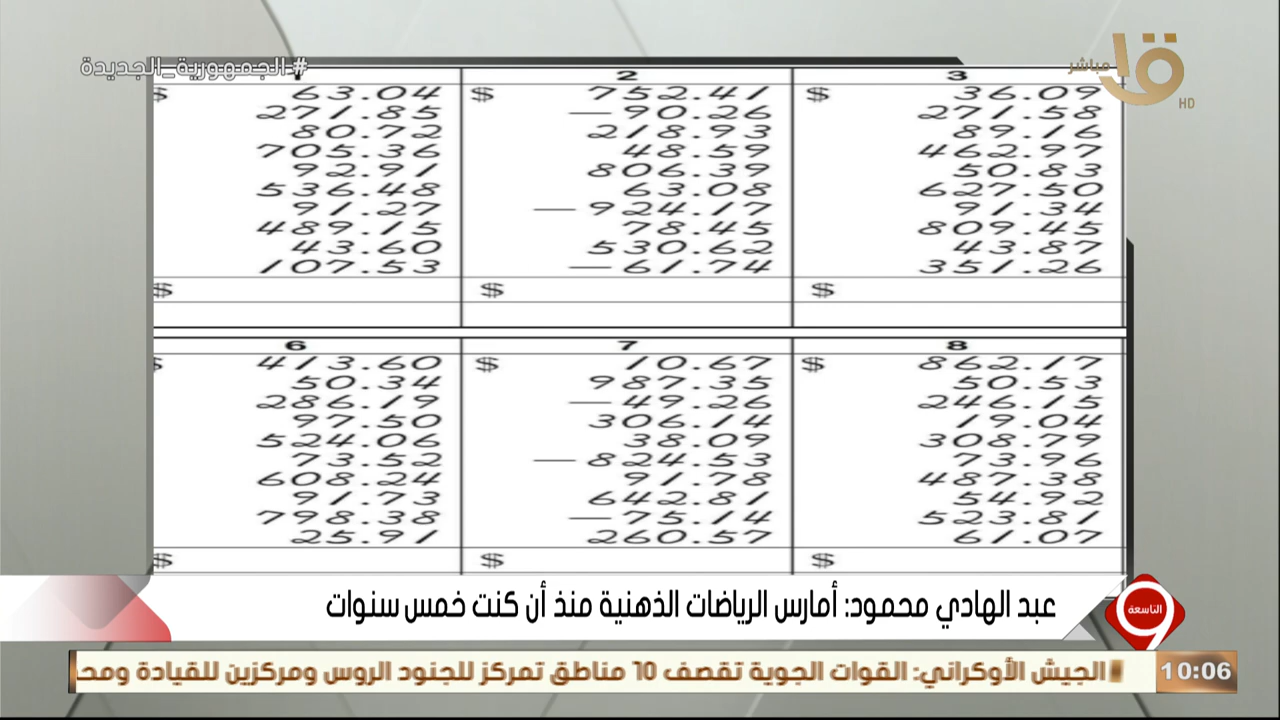 #الجمهورية_الجديدة
مباشر
HD
1 2 3
$ 63.04 $ 752.41 $ 36.09
271.85 — 90.26 271.58
80.72 218.93 89.16
705.36 48.59 462.97
92.91 806.39 50.83
536.48 63.08 627.50
91.27 — 924.17 91.34
489.15 78.45 809.45
43.60 530.62 43.87
107.53 — 61.74 351.26
$ $ $
6 7 8
$ 413.60 $ 10.67 $ 862.17
50.34 987.35 50.53
286.19 — 49.26 246.15
97.50 306.14 19.04
524.06 38.09 308.79
73.52 — 824.53 73.96
608.24 91.78 487.38
91.73 642.81 54.92
798.38 — 75.14 523.81
25.91 260.57 61.07
$ $ $
عبد الهادي محمود: أمارس الرياضات الذهنية منذ أن كنت خمس سنوات
التاسعة
9
الجيش الأوكراني: القوات الجوية تقصف 10 مناطق تمركز للجنود الروس ومركزين للقيادة ومح
10:06